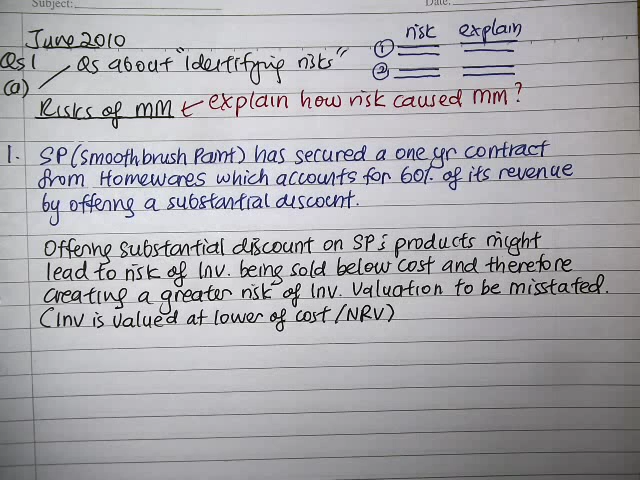 Subject:
Date:
June 2010
risk explain
Qs 1 Qs about "identifying risks" ①
(a) ②
Risks of MM ← explain how risk caused MM?
1. SP (Smoothbrush Paint) has secured a one yr contract
from Homewares which accounts for 60% of its revenue
by offering a substantial discount.
Offering substantial discount on SP's products might
lead to risk of Inv. being sold below cost and therefore
creating a greater risk of Inv. Valuation to be misstated.
(Inv is valued at lower of cost/NRV)